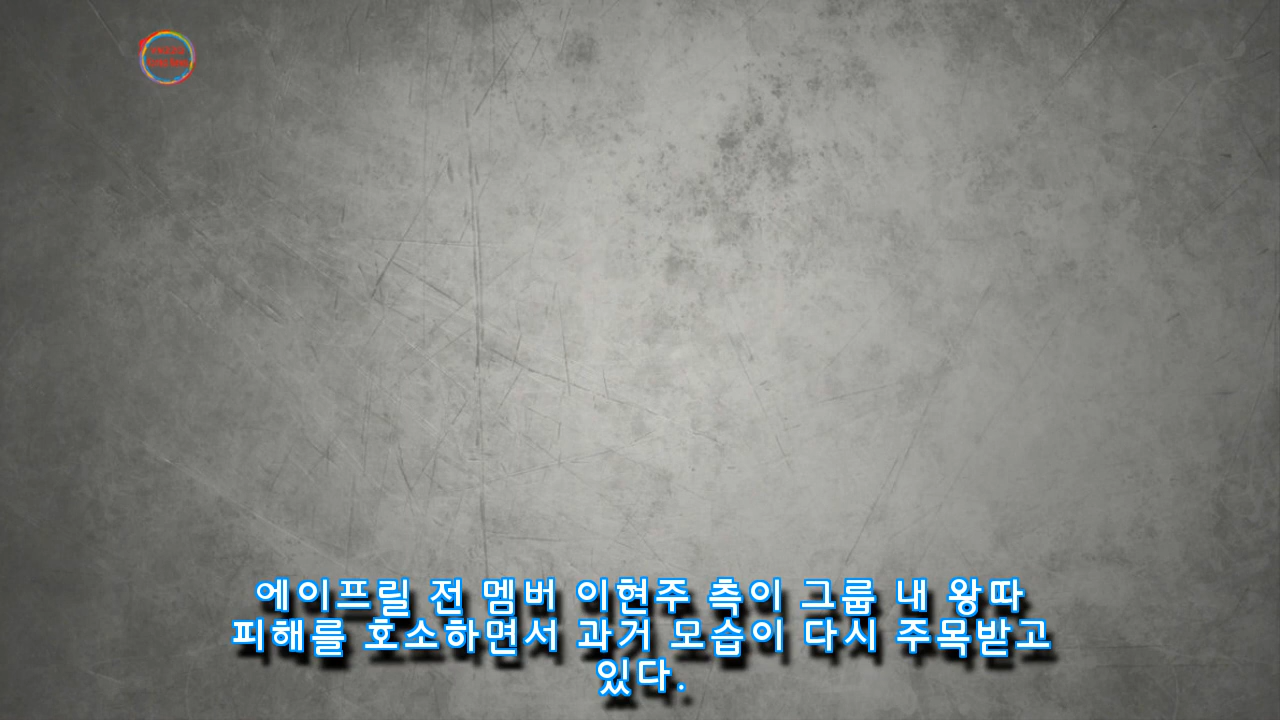 에이프릴 전 멤버 이현주 측이 그룹 내 왕따
피해를 호소하면서 과거 모습이 다시 주목받고
있다.